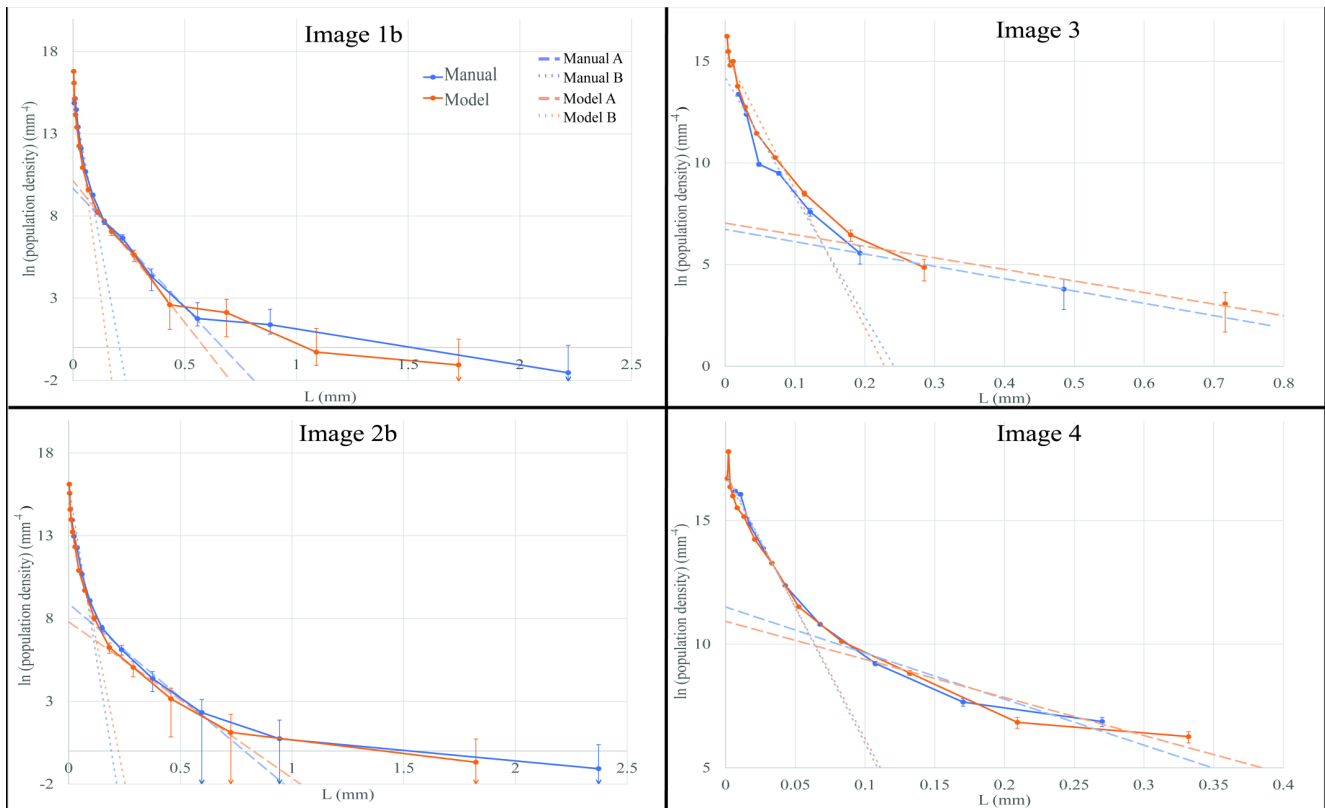 Image 1b
18
13
8
3
-2
ln (population density) (mm-4)
0
0.5
1
1.5
2
2.5
L (mm)
Manual
Model
Manual A
Manual B
Model A
Model B
Image 3
15
10
5
0
ln (population density) (mm-4)
0
0.1
0.2
0.3
0.4
0.5
0.6
0.7
0.8
L (mm)
Image 2b
18
13
8
3
-2
ln (population density) (mm-4)
0
0.5
1.0
1.5
2.0
2.5
L (mm)
Image 4
15
10
5
ln (population density) (mm-4)
0
0.05
0.1
0.15
0.2
0.25
0.3
0.35
0.4
L (mm)